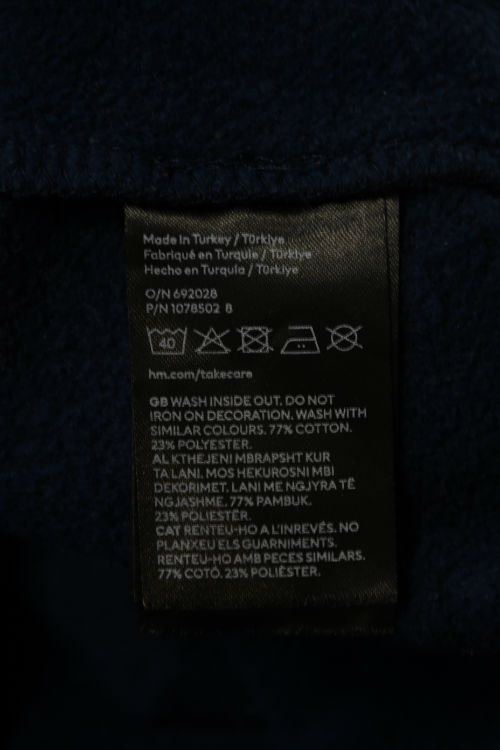 Made in Turkey / Türkiye
Fabriqué en Turquie / Türkiye
Hecho en Turquía / Türkiye
O/N 692028
P/N 1078502 8
40
hm.com/takecare
GB WASH INSIDE OUT. DO NOT
IRON ON DECORATION. WASH WITH
SIMILAR COLOURS. 77% COTTON.
23% POLYESTER.
AL KTHEJENI MBRAPSHT KUR
TA LANI. MOS HEKUROSNI MBI
DEKORIMET. LANI ME NGJYRA TË
NGJASHME. 77% PAMBUK.
23% POLIESTËR.
CAT RENTEU-HO A L'INREVÉS. NO
PLANXEU ELS GUARNIMENTS.
RENTEU-HO AMB PECES SIMILARS.
77% COTÓ. 23% POLIÈSTER.